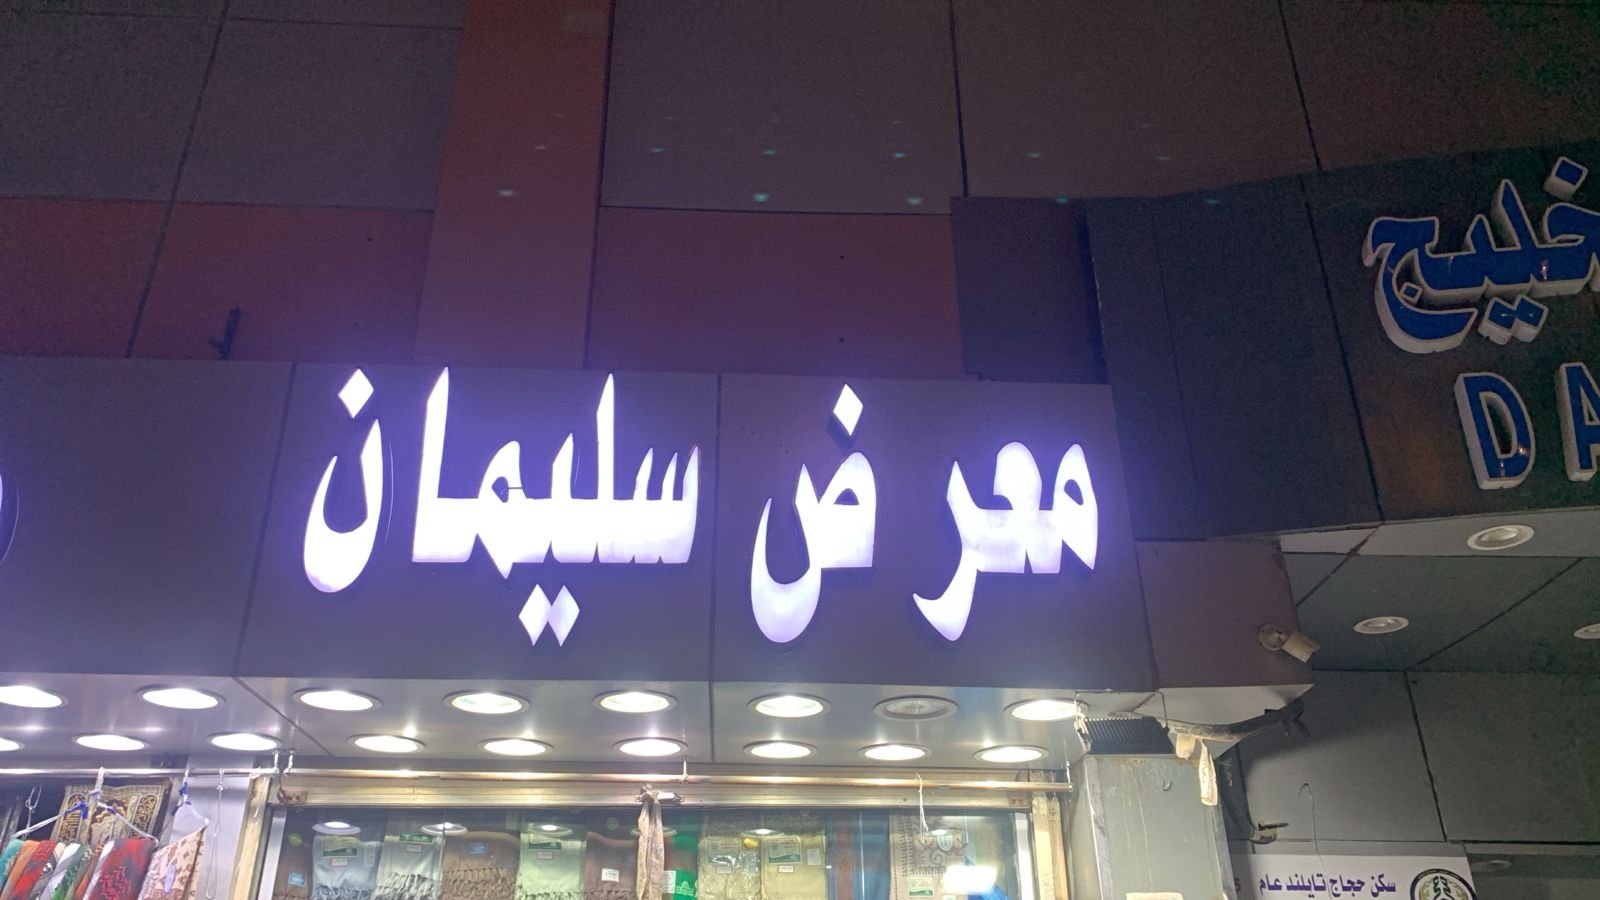 معرض سليمان
خليج
DA
سكن حجاج تايلند عام